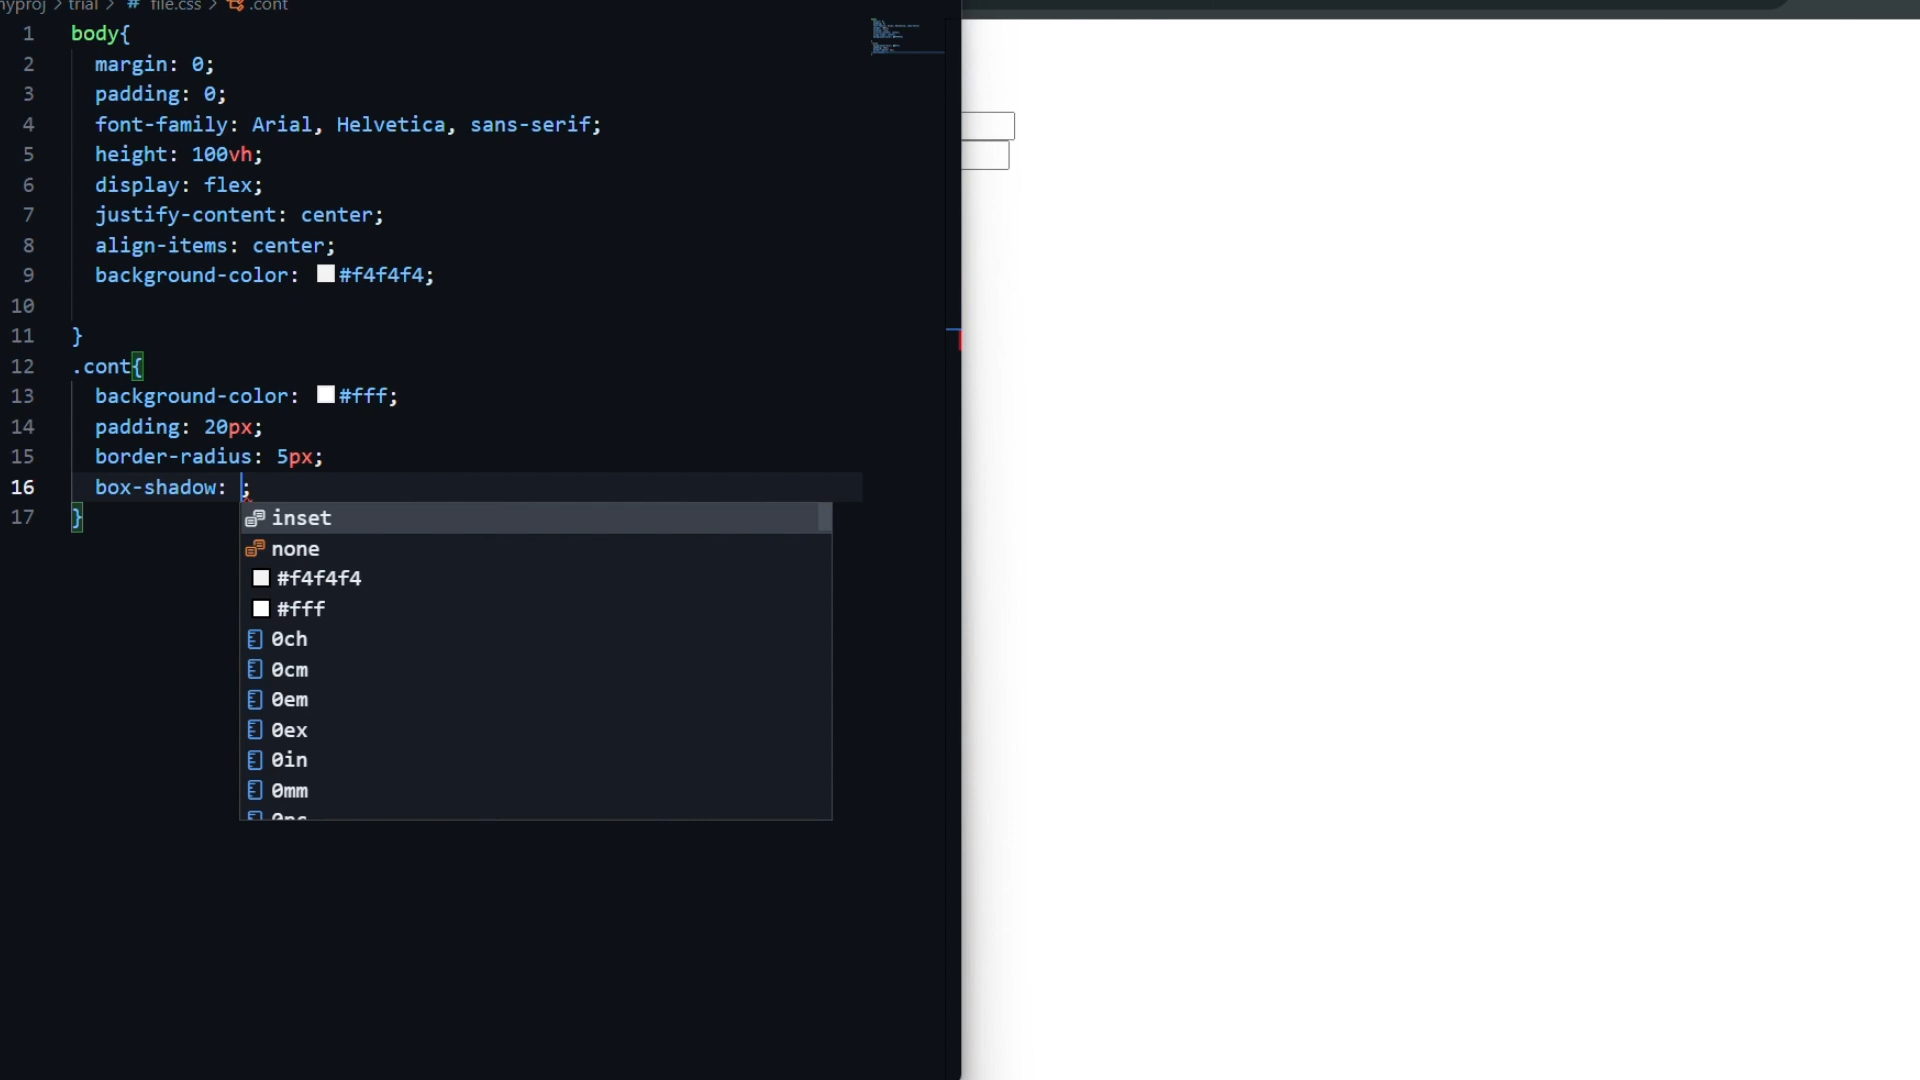 myproj > trial > # file.css > .cont
1 body{
2 margin: 0;
3 padding: 0;
4 font-family: Arial, Helvetica, sans-serif;
5 height: 100vh;
6 display: flex;
7 justify-content: center;
8 align-items: center;
9 background-color: #f4f4f4;
10
11 }
12 .cont{
13 background-color: #fff;
14 padding: 20px;
15 border-radius: 5px;
16 box-shadow: ;
17 }
inset
none
#f4f4f4
#fff
0ch
0cm
0em
0ex
0in
0mm